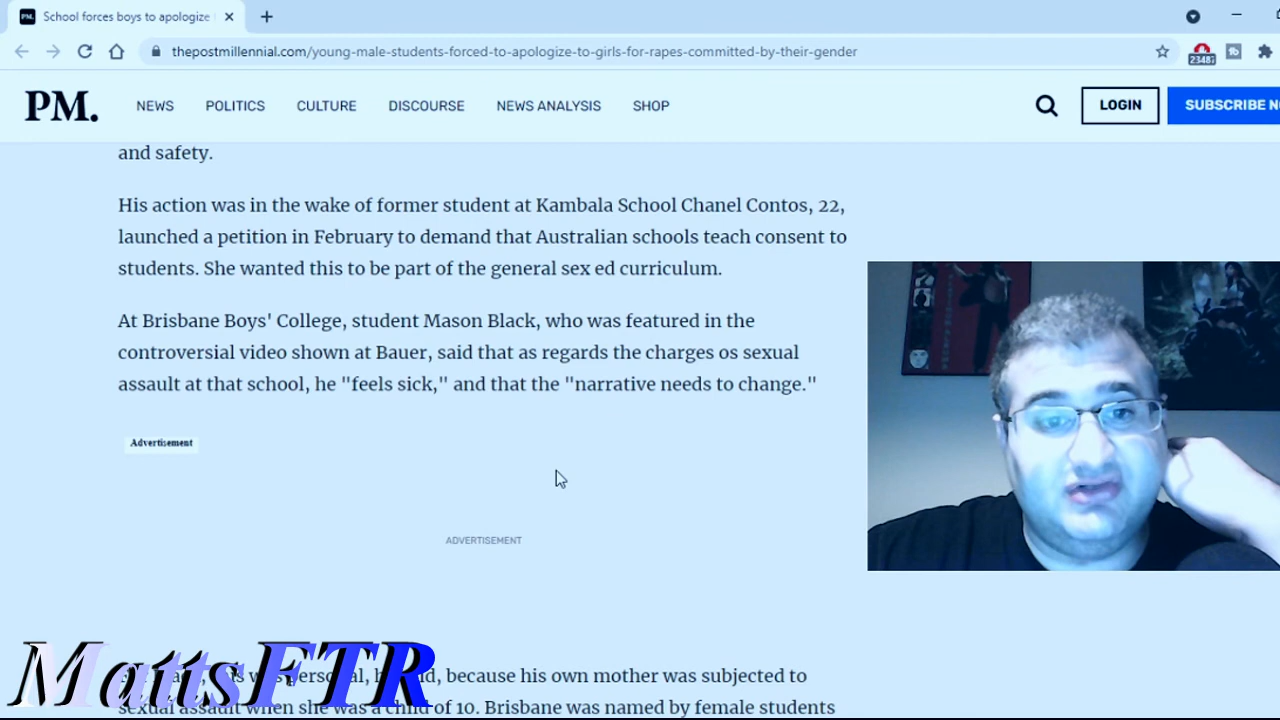 School forces boys to apologize
thepostmillennial.com/young-male-students-forced-to-apologize-to-girls-for-rapes-committed-by-their-gender
2348
PM. NEWS POLITICS CULTURE DISCOURSE NEWS ANALYSIS SHOP LOGIN SUBSCRIBE N
and safety.
His action was in the wake of former student at Kambala School Chanel Contos, 22,
launched a petition in February to demand that Australian schools teach consent to
students. She wanted this to be part of the general sex ed curriculum.
At Brisbane Boys' College, student Mason Black, who was featured in the
controversial video shown at Bauer, said that as regards the charges os sexual
assault at that school, he "feels sick," and that the "narrative needs to change."
Advertisement
ADVERTISEMENT
MattsFTR
because his own mother was subjected to
sexual assault when she was a child of 10. Brisbane was named by female students